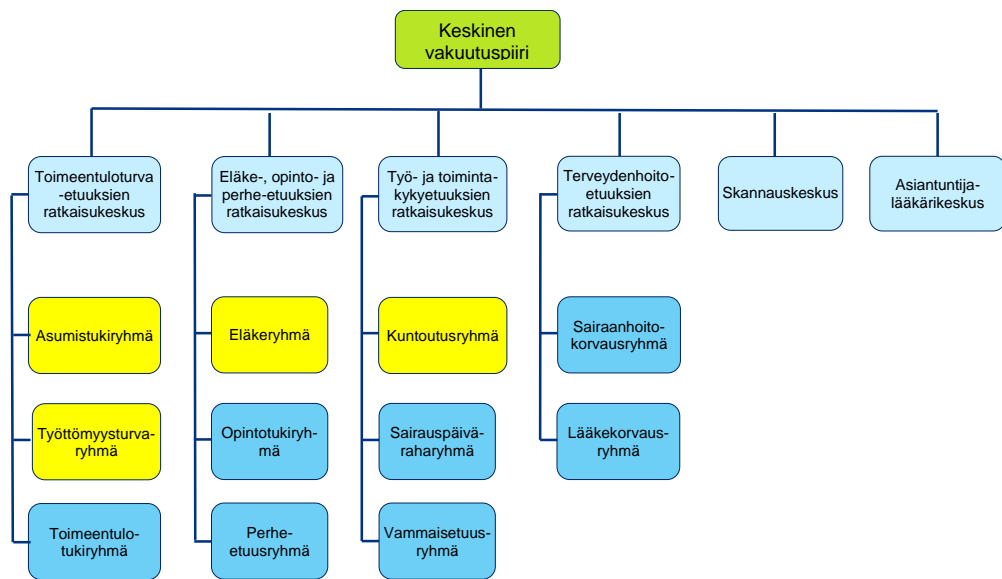 Keskinen
vakuutuspiiri
Toimeentuloturva
-etuuksien
ratkaisukeskus
Eläke-, opinto- ja
perhe-etuuksien
ratkaisukeskus
Työ- ja toiminta-
kykyetuuksien
ratkaisukeskus
Terveydenhoito-
etuuksien
ratkaisukeskus
Skannauskeskus
Asiantuntija-
lääkärikeskus
Asumistukiryhmä
Eläkeryhmä
Kuntoutusryhmä
Sairaanhoito-
korvausryhmä
Työttömyysturva-
ryhmä
Opintotukiryh-
mä
Sairauspäivä-
raharyhmä
Lääkekorvaus-
ryhmä
Toimeentulo-
tukiryhmä
Perhe-
etuusryhmä
Vammaisetuus-
ryhmä